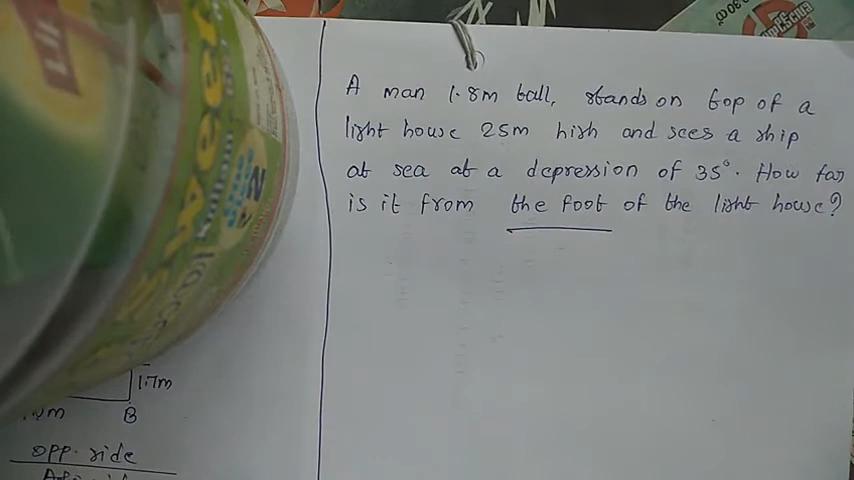 A man 1.8m tall, stands on top of a
light house 25m high and sees a ship
at sea at a depression of 35°. How far
is it from the foot of the light house?
1.7m
B
opp. side